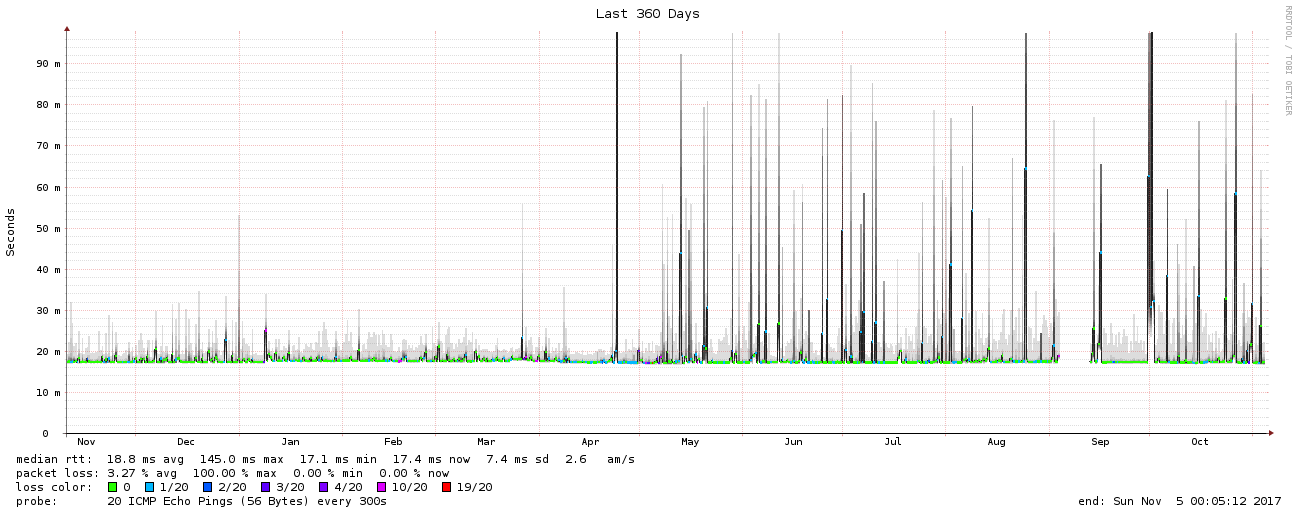 Last 360 Days
RRDTOOL / TOBI OETIKER
Seconds
90 m
80 m
70 m
60 m
50 m
40 m
30 m
20 m
10 m
0
Nov Dec Jan Feb Mar Apr May Jun Jul Aug Sep Oct
median rtt: 18.8 ms avg 145.0 ms max 17.1 ms min 17.4 ms now 7.4 ms sd 2.6 am/s
packet loss: 3.27 % avg 100.00 % max 0.00 % min 0.00 % now
loss color: 0 1/20 2/20 3/20 4/20 10/20 19/20
probe: 20 ICMP Echo Pings (56 Bytes) every 300s end: Sun Nov 5 00:05:12 2017